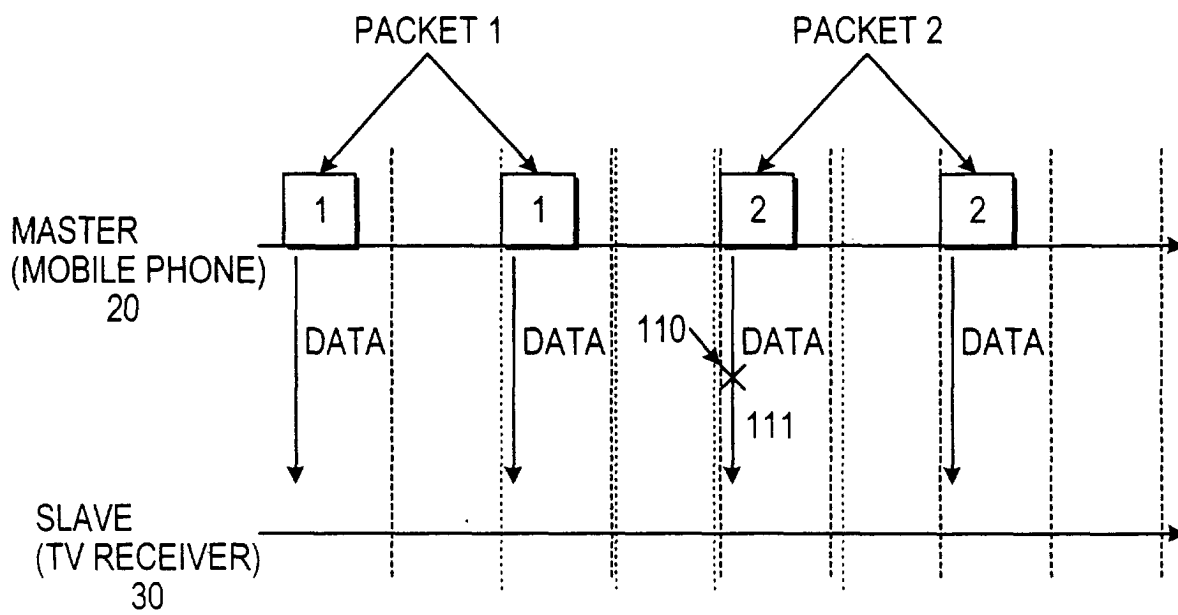 PACKET 1
PACKET 2
1
1
2
2
MASTER
(MOBILE PHONE)
20
DATA
DATA
110
DATA
DATA
111
SLAVE
(TV RECEIVER)
30